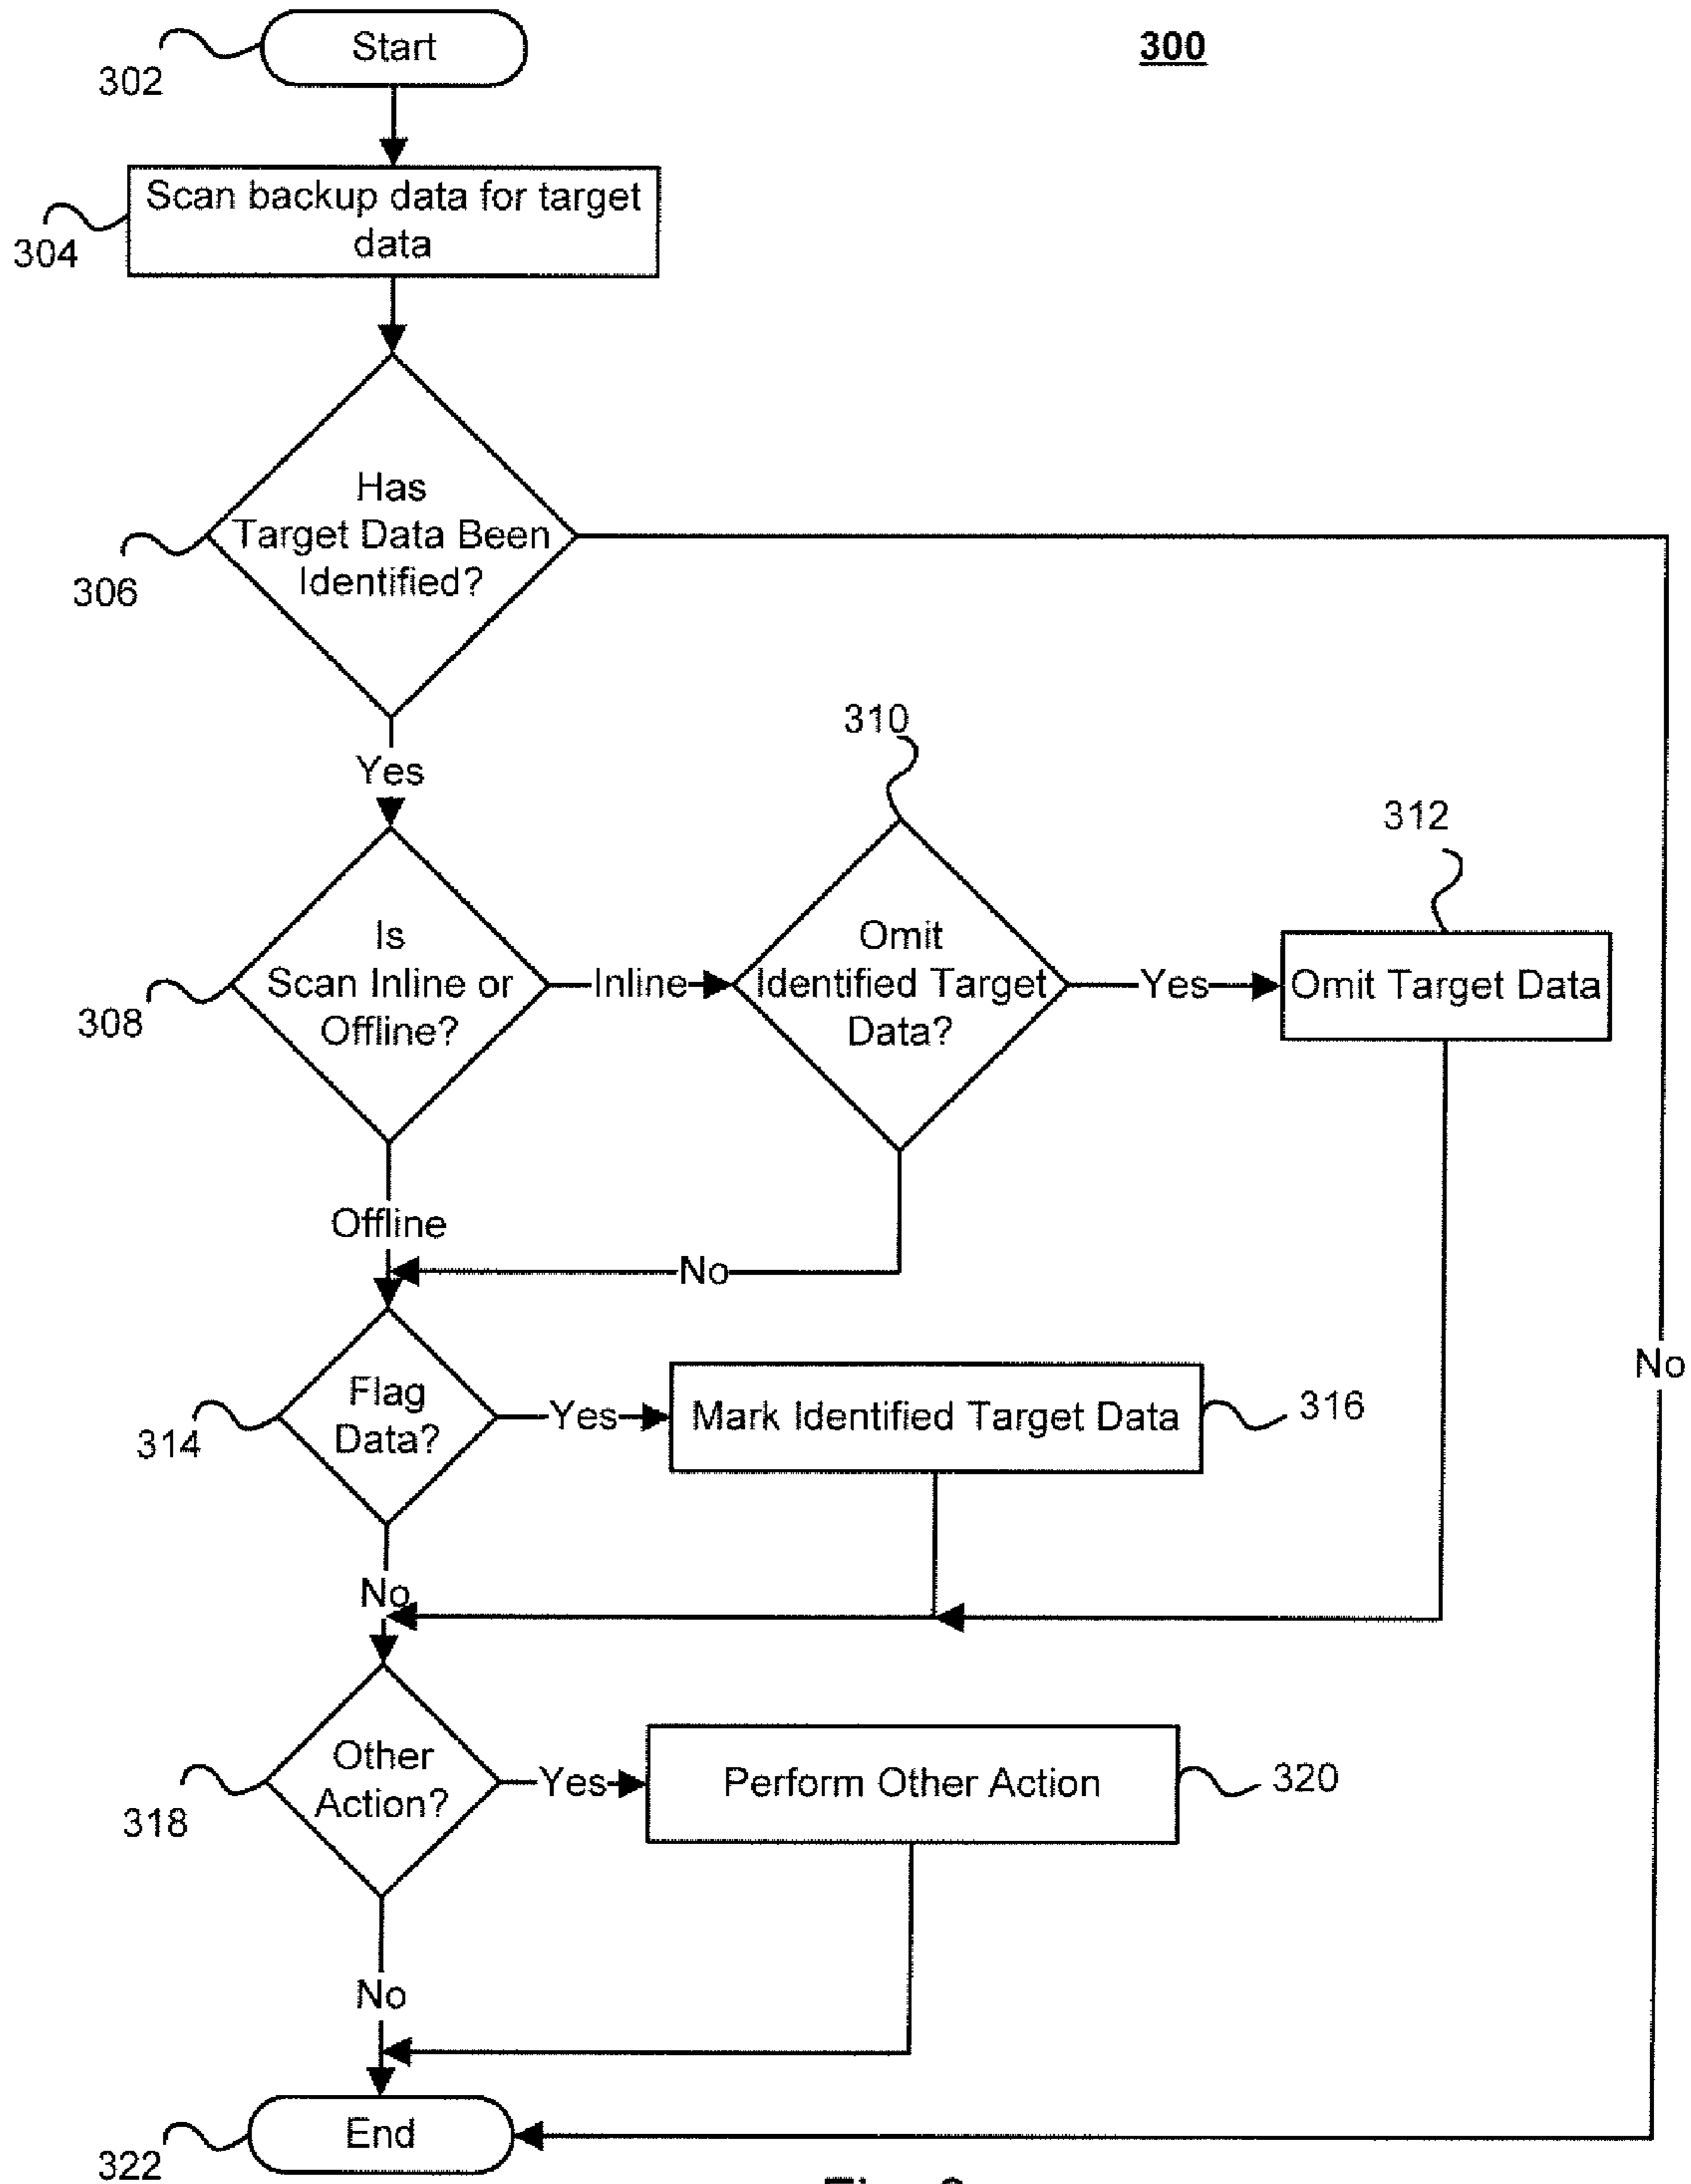 300
Start
302
Scan backup data for target
data
304
Has
Target Data Been
Identified?
306
Yes
310
312
Is
Scan Inline or
Offline?
308
Inline
Omit
Identified Target
Data?
Yes
Omit Target Data
Offline
No
No
Flag
Data?
314
Yes
Mark Identified Target Data
316
No
Other
Action?
318
Yes
Perform Other Action
320
No
End
322